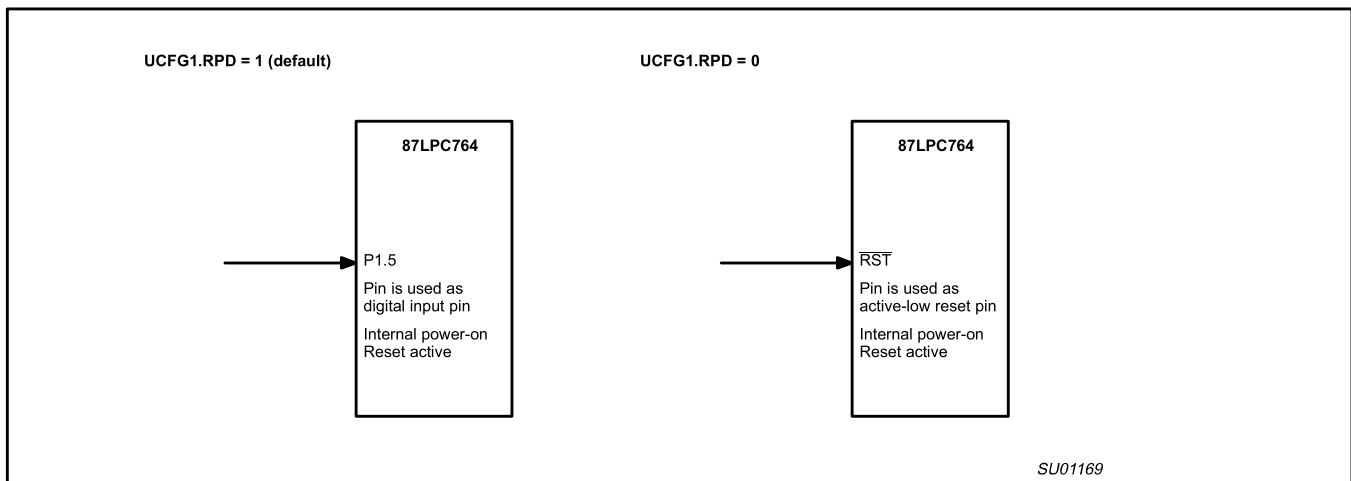 UCFG1.RPD = 1 (default)
UCFG1.RPD = 0
87LPC764
P1.5
Pin is used as
digital input pin
Internal power-on
Reset active
87LPC764
R̅S̅T̅
Pin is used as
active-low reset pin
Internal power-on
Reset active
SU01169